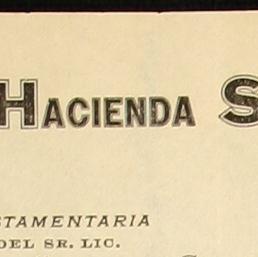 HACIENDA S
STAMENTARIA
DEL SR. LIC.